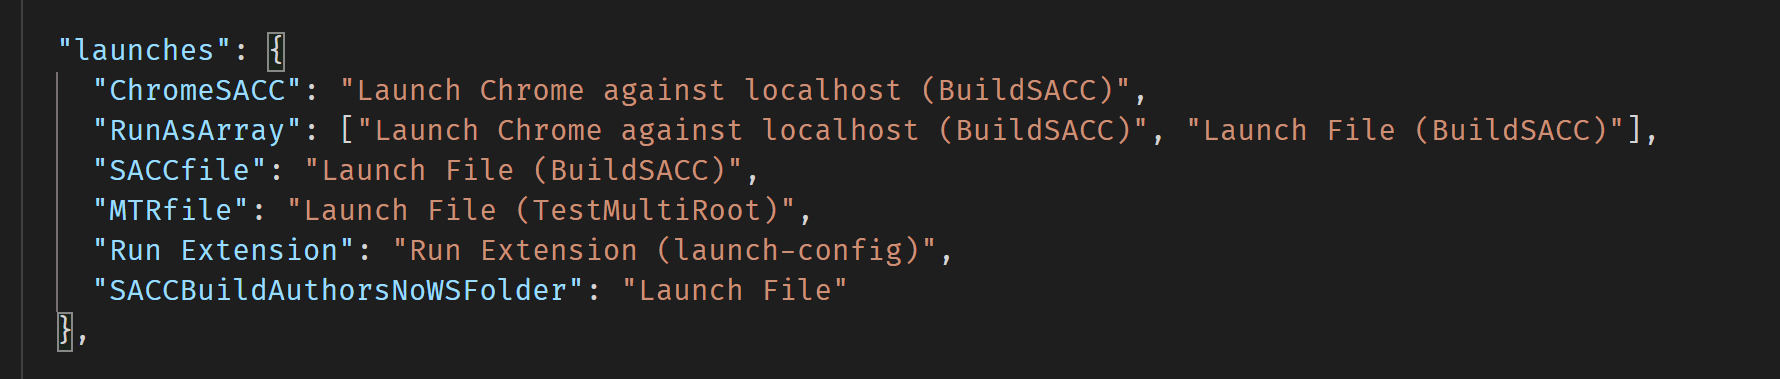 "launches": {
"ChromeSACC": "Launch Chrome against localhost (BuildSACC)",
"RunAsArray": ["Launch Chrome against localhost (BuildSACC)", "Launch File (BuildSACC)"],
"SACCfile": "Launch File (BuildSACC)",
"MTRfile": "Launch File (TestMultiRoot)",
"Run Extension": "Run Extension (launch-config)",
"SACCBuildAuthorsNoWSFolder": "Launch File"
},